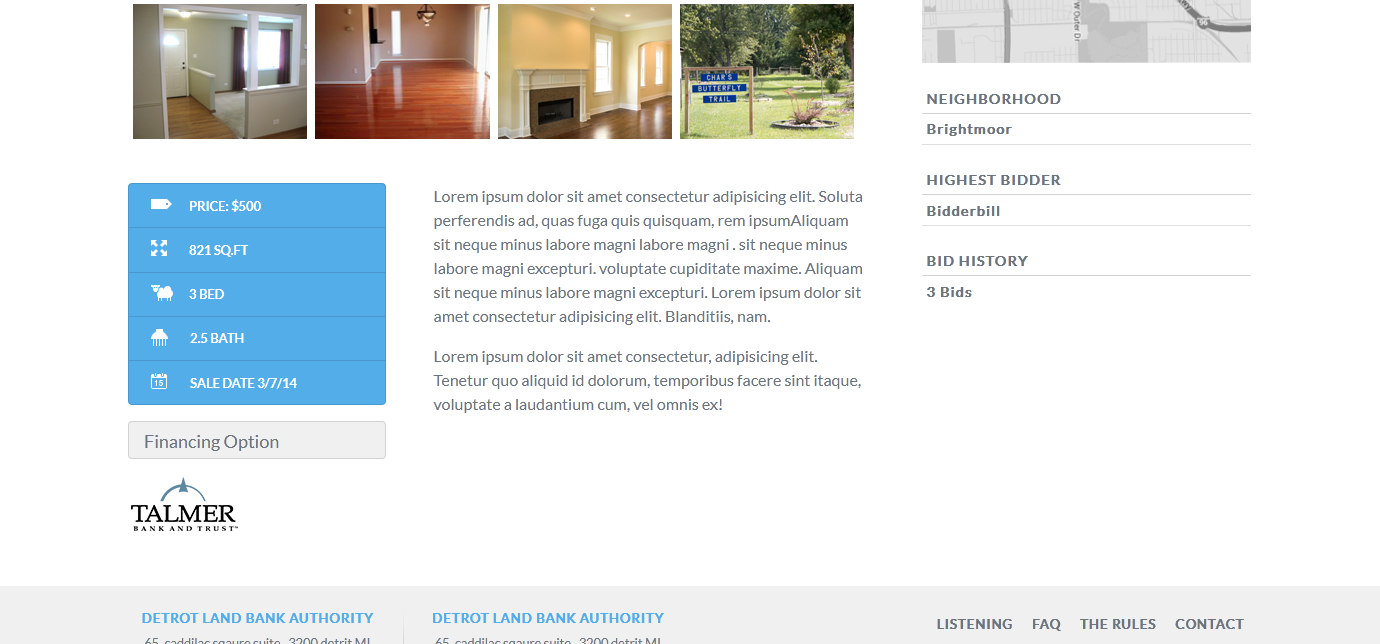 W Outer Dr
96
CHAR'S
BUTTERFLY
TRAIL
NEIGHBORHOOD
Brightmoor
HIGHEST BIDDER
Bidderbill
BID HISTORY
3 Bids
PRICE: $500
821 SQ.FT
3 BED
2.5 BATH
15
SALE DATE 3/7/14
Financing Option
TALMER
BANK AND TRUST™
Lorem ipsum dolor sit amet consectetur adipisicing elit. Soluta
perferendis ad, quas fuga quis quisquam, rem ipsumAliquam
sit neque minus labore magni labore magni . sit neque minus
labore magni excepturi. voluptate cupiditate maxime. Aliquam
sit neque minus labore magni excepturi. Lorem ipsum dolor sit
amet consectetur adipisicing elit. Blanditiis, nam.
Lorem ipsum dolor sit amet consectetur, adipisicing elit.
Tenetur quo aliquid id dolorum, temporibus facere sint itaque,
voluptate a laudantium cum, vel omnis ex!
DETROT LAND BANK AUTHORITY
65, caddilac sqaure suite , 3200 detrit MI
DETROT LAND BANK AUTHORITY
65, caddilac sqaure suite , 3200 detrit MI
LISTENING FAQ THE RULES CONTACT